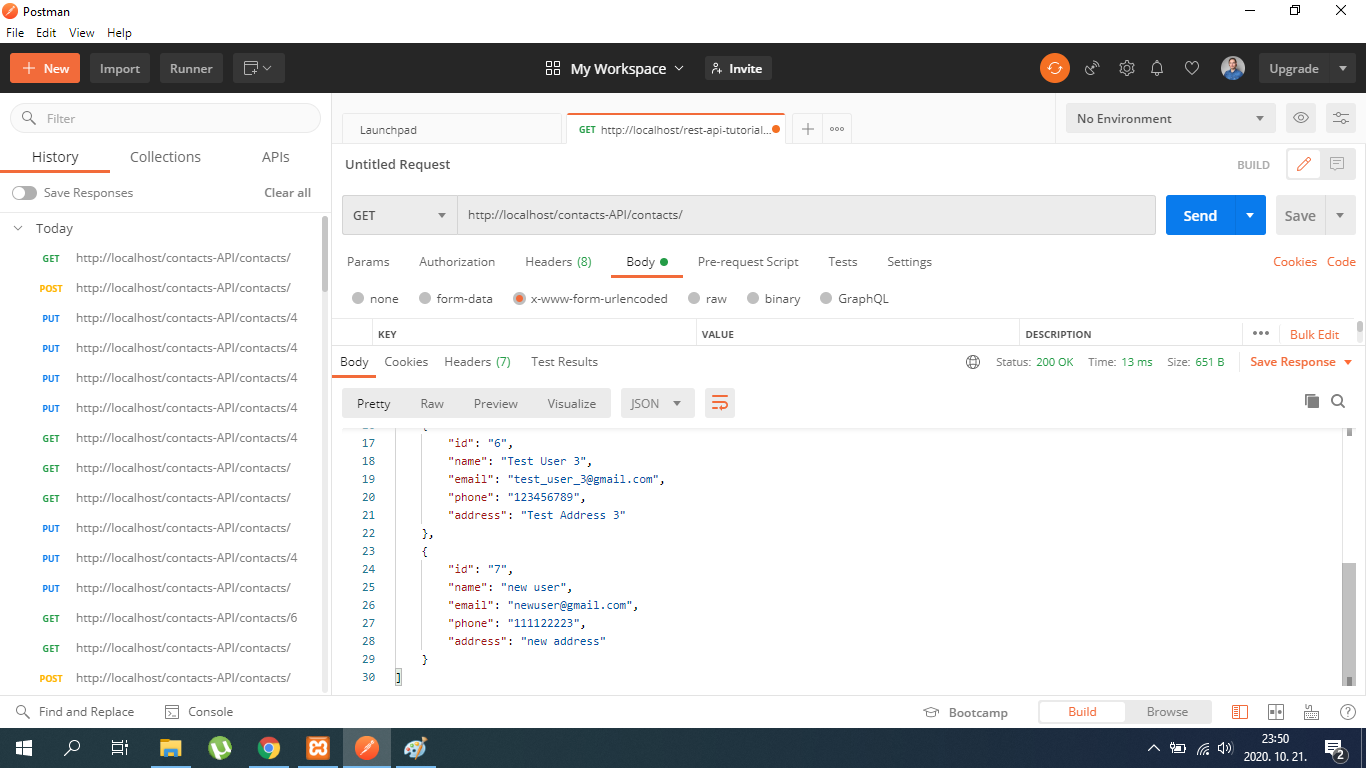 Postman
File Edit View Help
New Import Runner My Workspace Invite Upgrade
Filter
History Collections APIs
Save Responses Clear all
Today
GET http://localhost/contacts-API/contacts/
POST http://localhost/contacts-API/contacts/
PUT http://localhost/contacts-API/contacts/4
PUT http://localhost/contacts-API/contacts/4
PUT http://localhost/contacts-API/contacts/4
PUT http://localhost/contacts-API/contacts/4
GET http://localhost/contacts-API/contacts/4
GET http://localhost/contacts-API/contacts/
GET http://localhost/contacts-API/contacts/
PUT http://localhost/contacts-API/contacts/
PUT http://localhost/contacts-API/contacts/4
PUT http://localhost/contacts-API/contacts/
GET http://localhost/contacts-API/contacts/6
GET http://localhost/contacts-API/contacts/
POST http://localhost/contacts-API/contacts/
Launchpad GET http://localhost/rest-api-tutorial... No Environment
Untitled Request BUILD
GET http://localhost/contacts-API/contacts/ Send Save
Params Authorization Headers (8) Body Pre-request Script Tests Settings Cookies Code
none form-data x-www-form-urlencoded raw binary GraphQL
KEY VALUE DESCRIPTION Bulk Edit
Body Cookies Headers (7) Test Results Status: 200 OK Time: 13 ms Size: 651 B Save Response
Pretty Raw Preview Visualize JSON
17 "id": "6",
18 "name": "Test User 3",
19 "email": "test_user_3@gmail.com",
20 "phone": "123456789",
21 "address": "Test Address 3"
22 },
23 {
24 "id": "7",
25 "name": "new user",
26 "email": "newuser@gmail.com",
27 "phone": "111122223",
28 "address": "new address"
29 }
30 ]
Find and Replace Console Bootcamp Build Browse
23:50
2020. 10. 21.
2